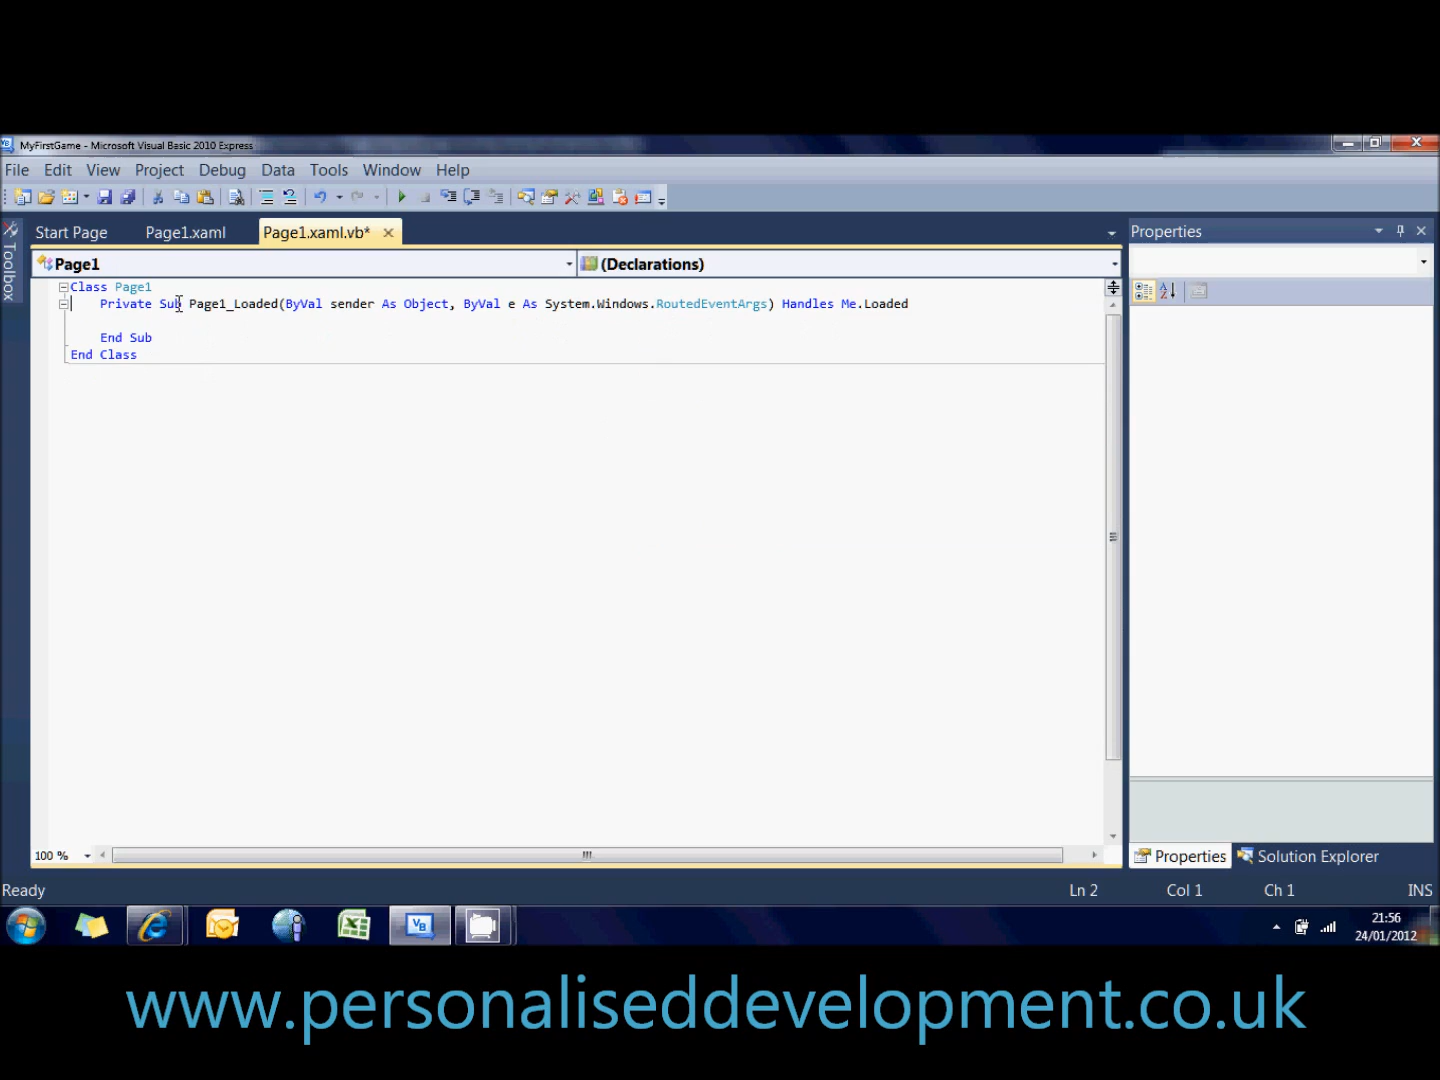 MyFirstGame - Microsoft Visual Basic 2010 Express
File Edit View Project Debug Data Tools Window Help
Toolbox
Start Page Page1.xaml Page1.xaml.vb*
Properties
Page1 (Declarations)
Class Page1
Private Sub Page1_Loaded(ByVal sender As Object, ByVal e As System.Windows.RoutedEventArgs) Handles Me.Loaded
End Sub
End Class
100 %
Properties Solution Explorer
Ready Ln 2 Col 1 Ch 1 INS
21:56
24/01/2012
www.personaliseddevelopment.co.uk